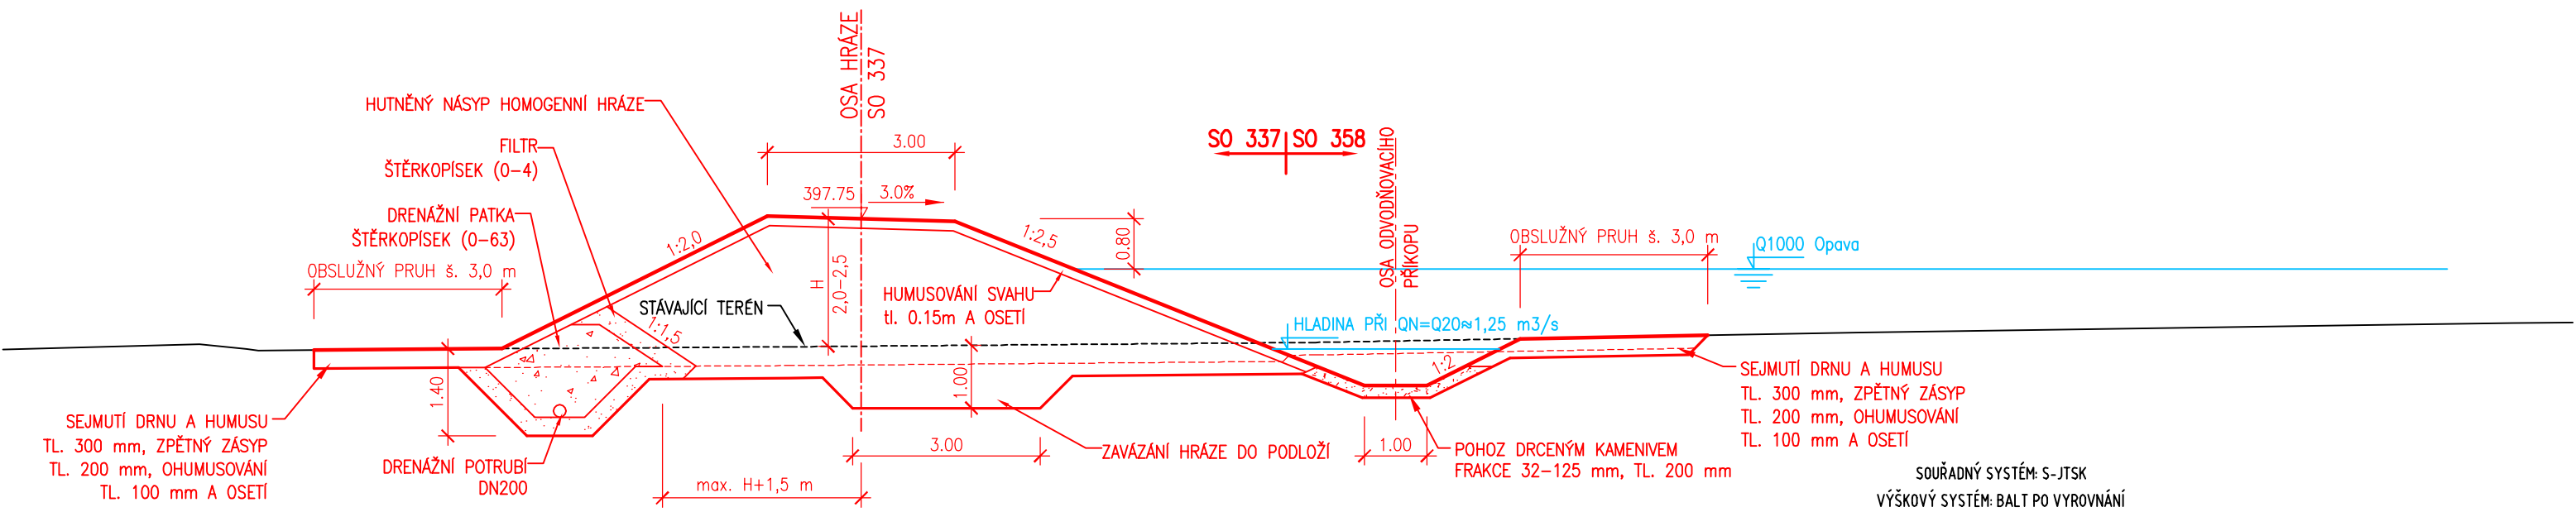 OSA HRÁZE
SO 337
HUTNĚNÝ NÁSYP HOMOGENNÍ HRÁZE
FILTR
ŠTĚRKOPÍSEK (0-4)
DRENÁŽNÍ PATKA
ŠTĚRKOPÍSEK (0-63)
OBSLUŽNÝ PRUH š. 3,0 m
3.00
397.75
3.0%
1:2,0
1:2,5
H
2,0-2,5
0.80
SO 337
SO 358
OSA ODVODŇOVACÍHO
PŘÍKOPU
OBSLUŽNÝ PRUH š. 3,0 m
Q1000 Opava
STÁVAJÍCÍ TERÉN
HUMUSOVÁNÍ SVAHU
tl. 0.15m A OSETÍ
HLADINA PŘI QN=Q20≈1,25 m3/s
1:1,5
1:2
1.40
1.00
SEJMUTÍ DRNU A HUMUSU
TL. 300 mm, ZPĚTNÝ ZÁSYP
TL. 200 mm, OHUMUSOVÁNÍ
TL. 100 mm A OSETÍ
DRENÁŽNÍ POTRUBÍ
DN200
max. H+1,5 m
3.00
ZAVÁZÁNÍ HRÁZE DO PODLOŽÍ
1.00
POHOZ DRCENÝM KAMENIVEM
FRAKCE 32-125 mm, TL. 200 mm
SEJMUTÍ DRNU A HUMUSU
TL. 300 mm, ZPĚTNÝ ZÁSYP
TL. 200 mm, OHUMUSOVÁNÍ
TL. 100 mm A OSETÍ
SOUŘADNÝ SYSTÉM: S-JTSK
VÝŠKOVÝ SYSTÉM: BALT PO VYROVNÁNÍ